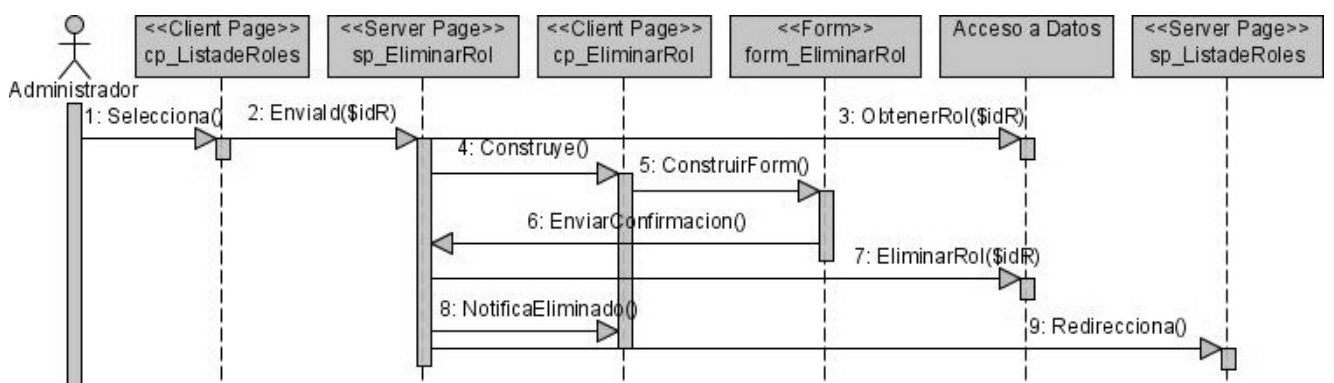 <<Client Page>>
cp_ListadeRoles
<<Server Page>>
sp_EliminarRol
<<Client Page>>
cp_EliminarRol
<<Form>>
form_EliminarRol
Acceso a Datos
<<Server Page>>
sp_ListadeRoles
Administrador
1: Selecciona()
2: EnviaId($idR)
3: ObtenerRol($idR)
4: Construye()
5: ConstruirForm()
6: EnviarConfirmacion()
7: EliminarRol($idR)
8: NotificaEliminado()
9: Redirecciona()